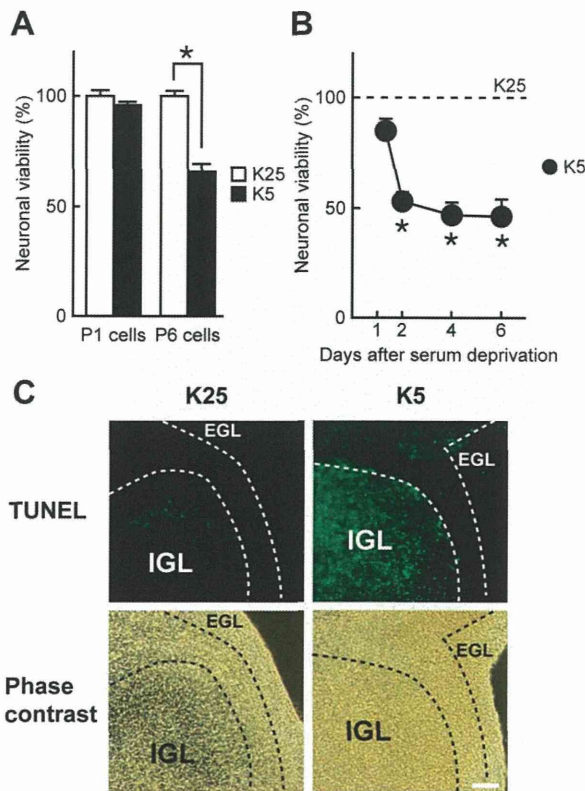 A
Neuronal viability (%)
100
50
0
*
P1 cells
P6 cells
K25
K5
B
Neuronal viability (%)
100
50
0
K25
K5
*
*
*
1
2
4
6
Days after serum deprivation
C
K25
K5
TUNEL
EGL
IGL
EGL
IGL
Phase
contrast
EGL
IGL
EGL
IGL